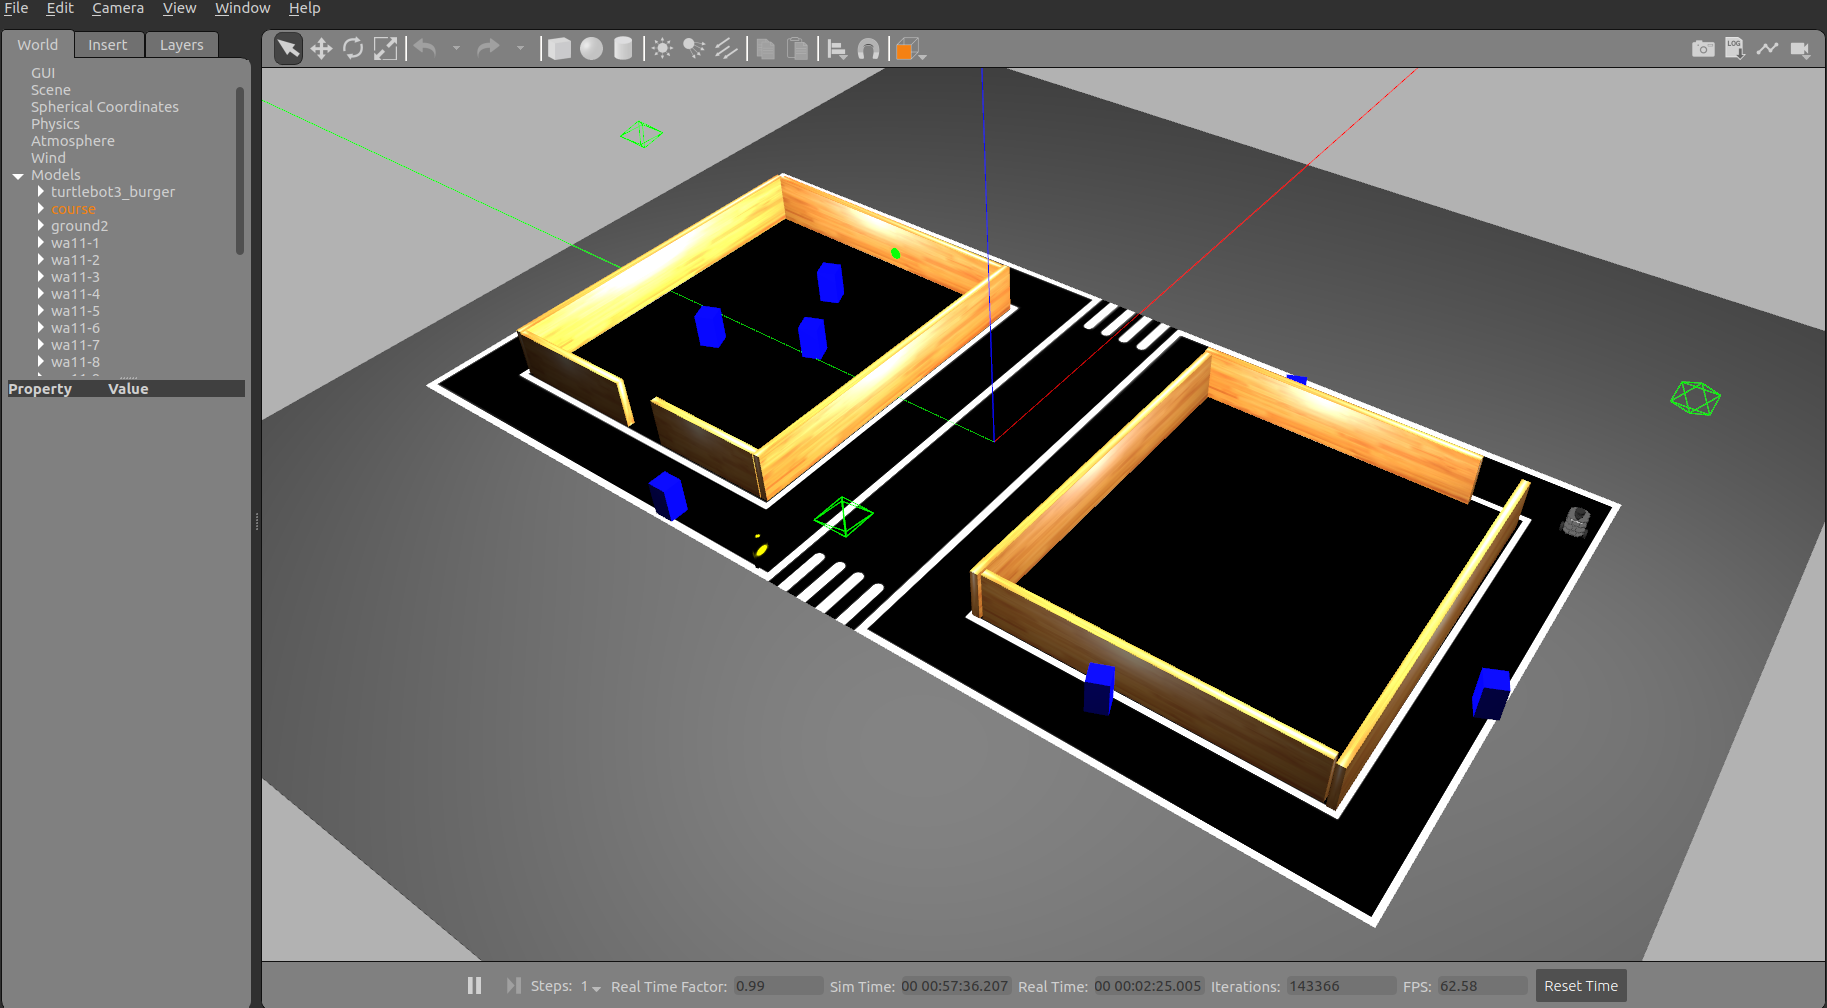 File Edit Camera View Window Help
World Insert Layers
LOG
GUI
Scene
Spherical Coordinates
Physics
Atmosphere
Wind
Models
turtlebot3_burger
course
ground2
wa11-1
wa11-2
wa11-3
wa11-4
wa11-5
wa11-6
wa11-7
wa11-8
Property Value
Steps: 1 Real Time Factor: 0.99 Sim Time: 00 00:57:36.207 Real Time: 00 00:02:25.005 Iterations: 143366 FPS: 62.58 Reset Time